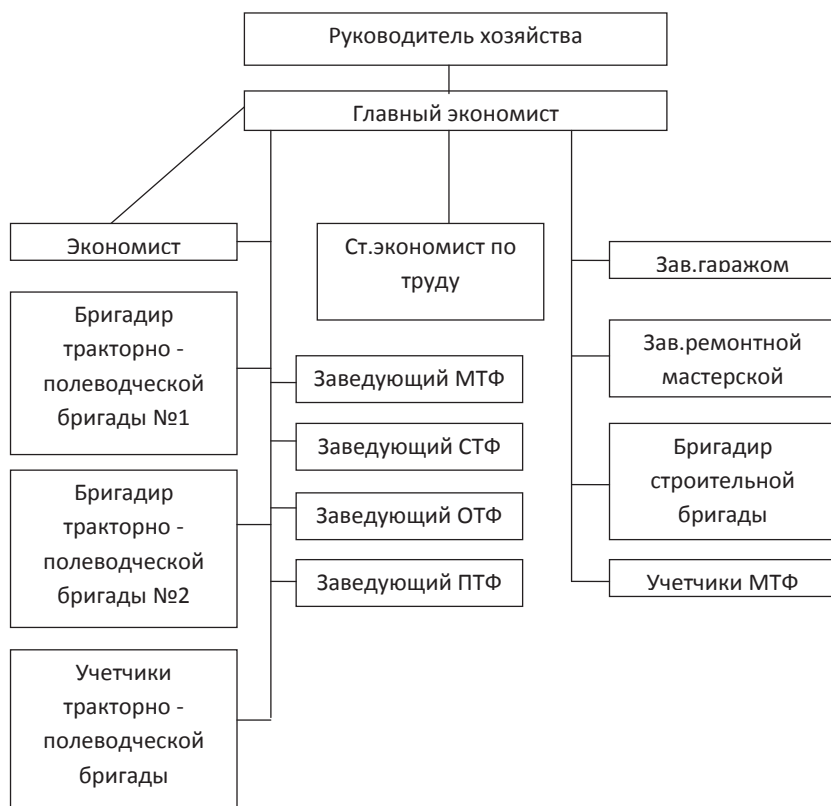 Руководитель хозяйства
Главный экономист
Экономист
Ст.экономист по
труду
Зав.гаражом
Бригадир
тракторно -
полеводческой
бригады №1
Заведующий МТФ
Зав.ремонтной
мастерской
Заведующий СТФ
Бригадир
строительной
бригады
Бригадир
тракторно -
полеводческой
бригады №2
Заведующий ОТФ
Заведующий ПТФ
Учетчики МТФ
Учетчики
тракторно -
полеводческой
бригады